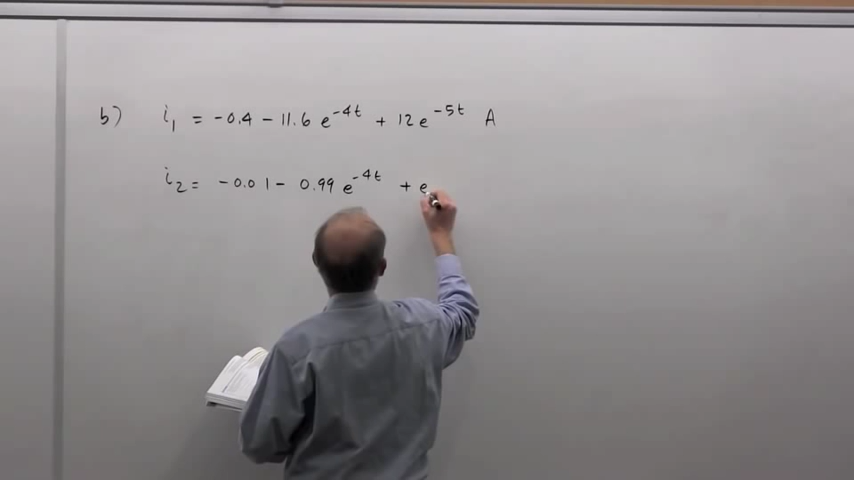 b) i₁ = -0.4 - 11.6 e^{-4t} + 12 e^{-5t} A
i₂ = -0.01 - 0.99 e^{-4t} + e